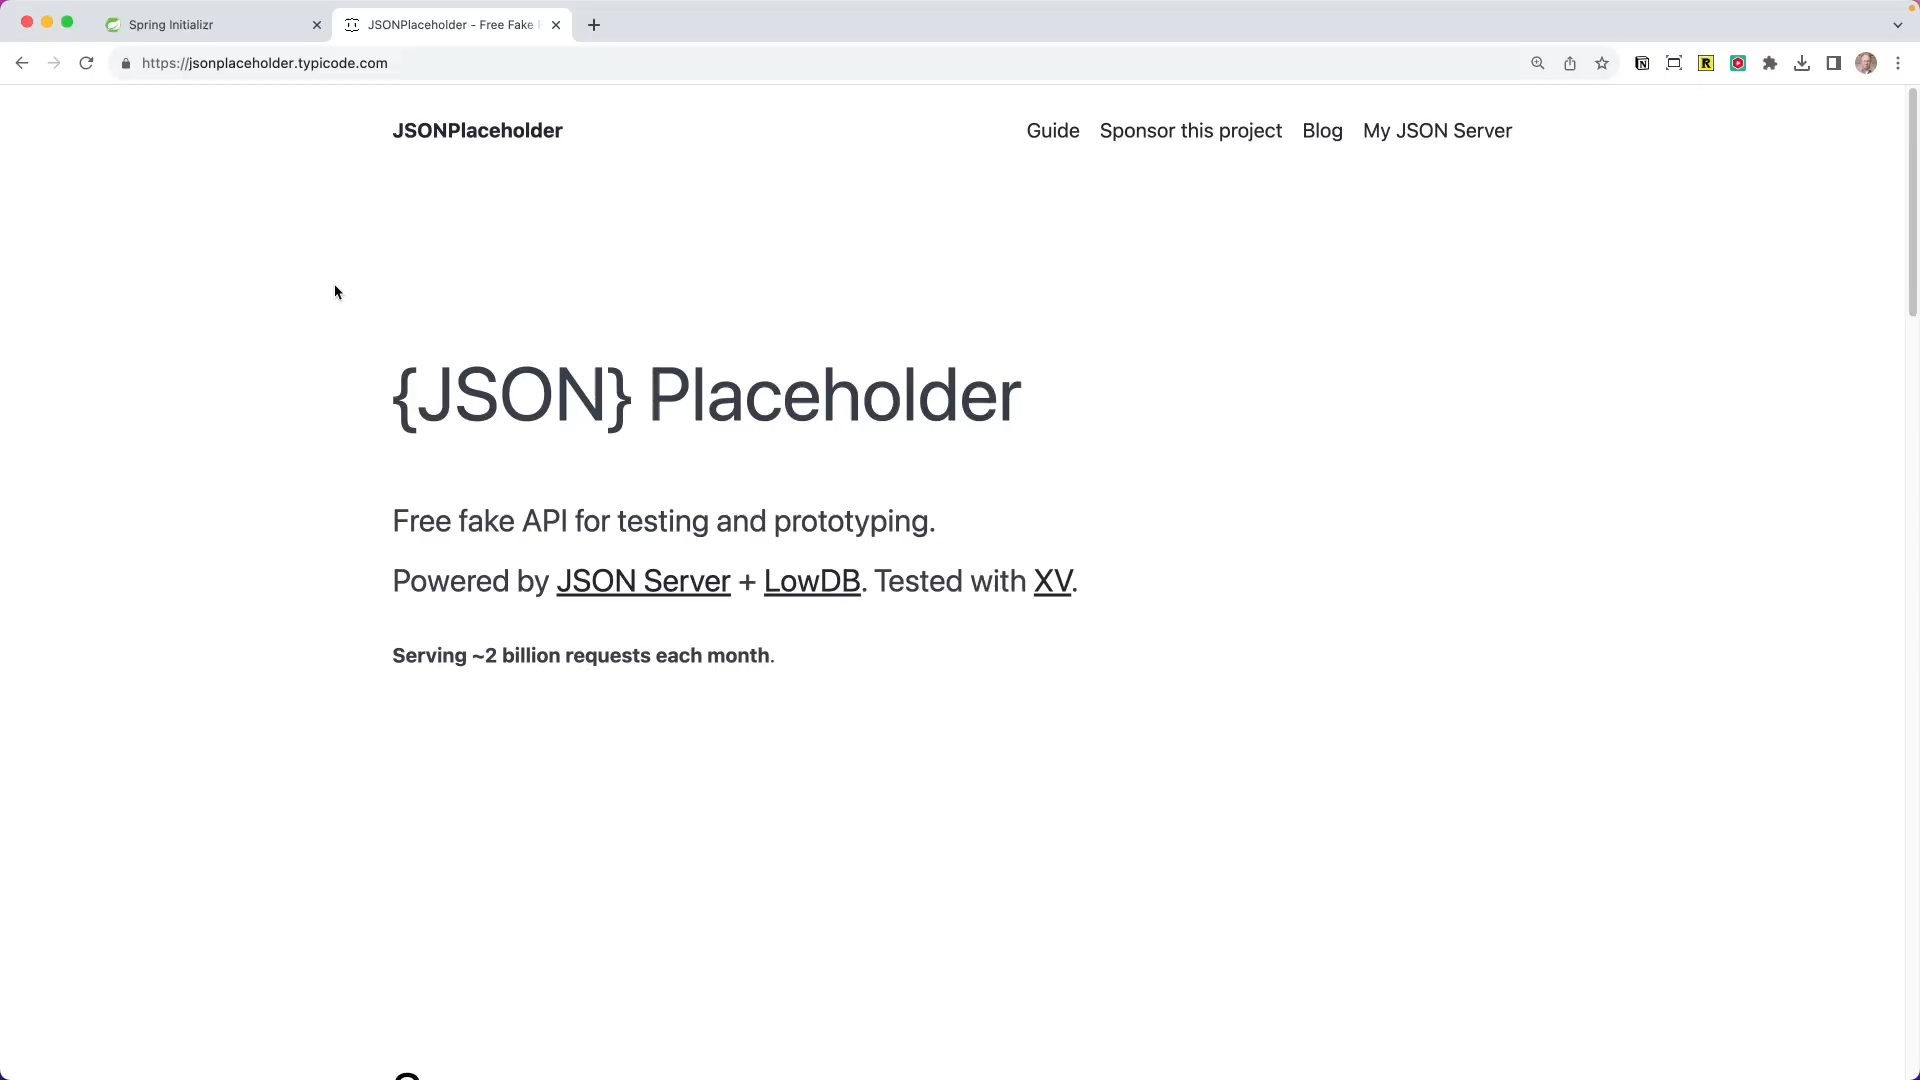 Spring Initializr
JSONPlaceholder - Free Fake
https://jsonplaceholder.typicode.com
JSONPlaceholder
Guide Sponsor this project Blog My JSON Server
{JSON} Placeholder
Free fake API for testing and prototyping.
Powered by JSON Server + LowDB. Tested with XV.
Serving ~2 billion requests each month.